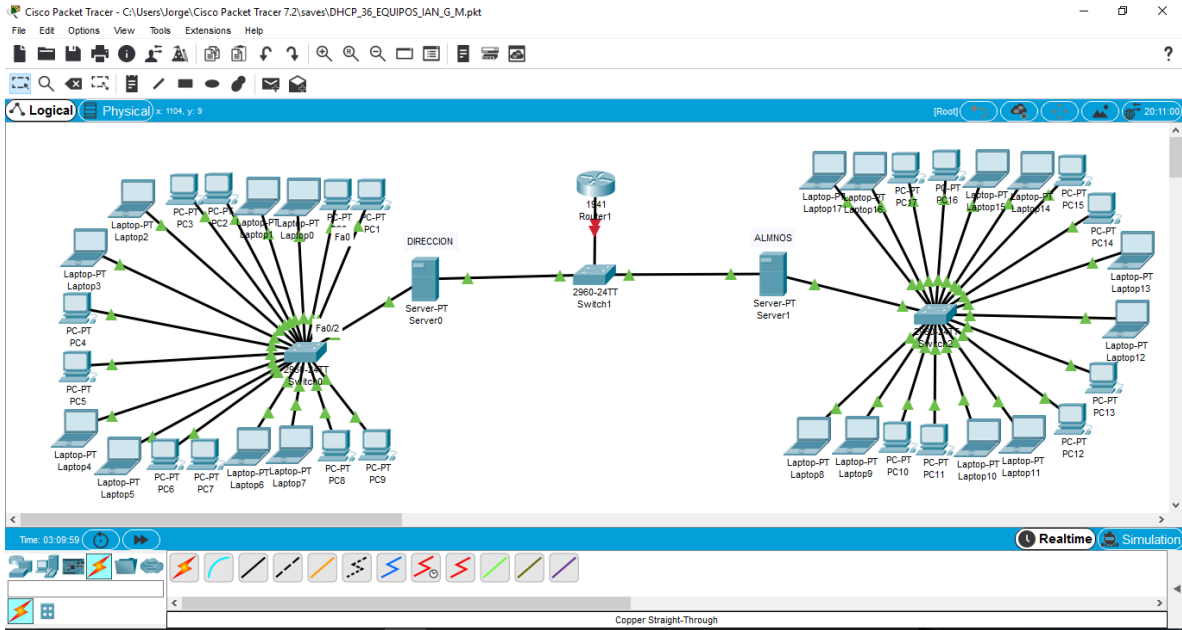 Cisco Packet Tracer - C:\Users\Jorge\Cisco Packet Tracer 7.2\saves\DHCP_36_EQUIPOS_IAN_G_M.pkt
File Edit Options View Tools Extensions Help
?
Logical Physical x: 1104, y: 9 [Root] 20:11:00
Laptop-PT
Laptop2
PC-PT
PC3
PC-PT
PC2
Laptop-PT
Laptop1
Laptop-PT
Laptop0
PC-PT
Fa0
PC-PT
PC1
Laptop-PT
Laptop3
PC-PT
PC4
PC-PT
PC5
Laptop-PT
Laptop4
Laptop-PT
Laptop5
PC-PT
PC6
PC-PT
PC7
Laptop-PT
Laptop6
Laptop-PT
Laptop7
PC-PT
PC8
PC-PT
PC9
Fa0/2
2960-24TT
Switch0
DIRECCION
Server-PT
Server0
1941
Router1
2960-24TT
Switch1
ALMNOS
Server-PT
Server1
Laptop-PT
Laptop17
Laptop-PT
Laptop16
PC-PT
PC17
PC-PT
PC16
Laptop-PT
Laptop15
Laptop-PT
Laptop14
PC-PT
PC15
PC-PT
PC14
Laptop-PT
Laptop13
Laptop-PT
Laptop12
PC-PT
PC13
PC-PT
PC12
2960-24TT
Switch2
Laptop-PT
Laptop8
Laptop-PT
Laptop9
PC-PT
PC10
PC-PT
PC11
Laptop-PT
Laptop10
Laptop-PT
Laptop11
Time: 03:09:59 Realtime Simulation
Copper Straight-Through